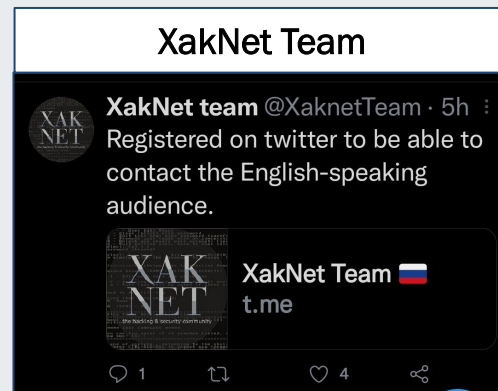 XakNet Team
XakNet team @XaknetTeam · 5h
XAK
NET
Registered on twitter to be able to
contact the English-speaking
audience.
XAK
NET
the hacking & security community
XakNet Team 🇷🇺
t.me
1
4